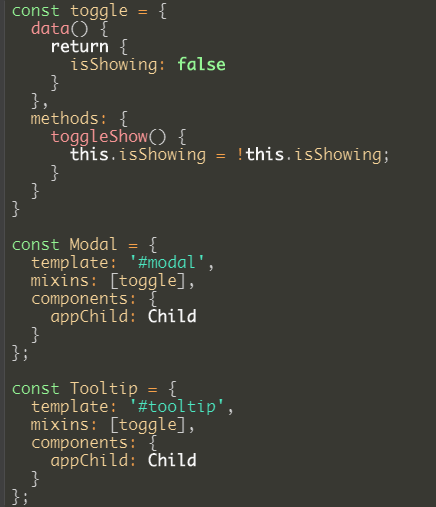 const toggle = {
  data() {
    return {
      isShowing: false
    }
  },
  methods: {
    toggleShow() {
      this.isShowing = !this.isShowing;
    }
  }
}

const Modal = {
  template: '#modal',
  mixins: [toggle],
  components: {
    appChild: Child
  }
};

const Tooltip = {
  template: '#tooltip',
  mixins: [toggle],
  components: {
    appChild: Child
  }
};